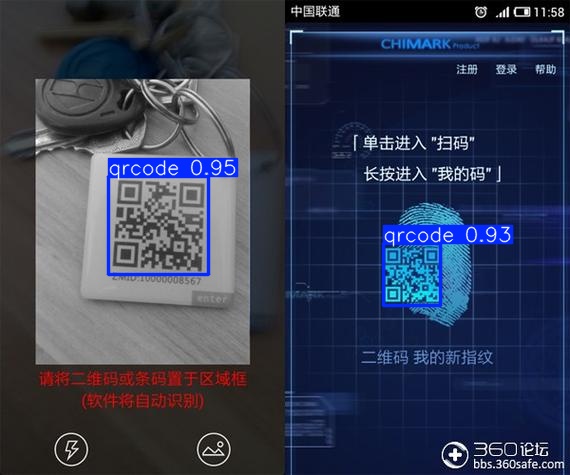 qrcode 0.95
ZMID:10000008567
enter
请将二维码或条码置于区域框
(软件将自动识别)
中国联通
11:58
CHIMARK Product
注册 登录 帮助
「 单击进入 "扫码"
长按进入 "我的码" 」
qrcode 0.93
二维码 我的新指纹
360论坛
bbs.360safe.com